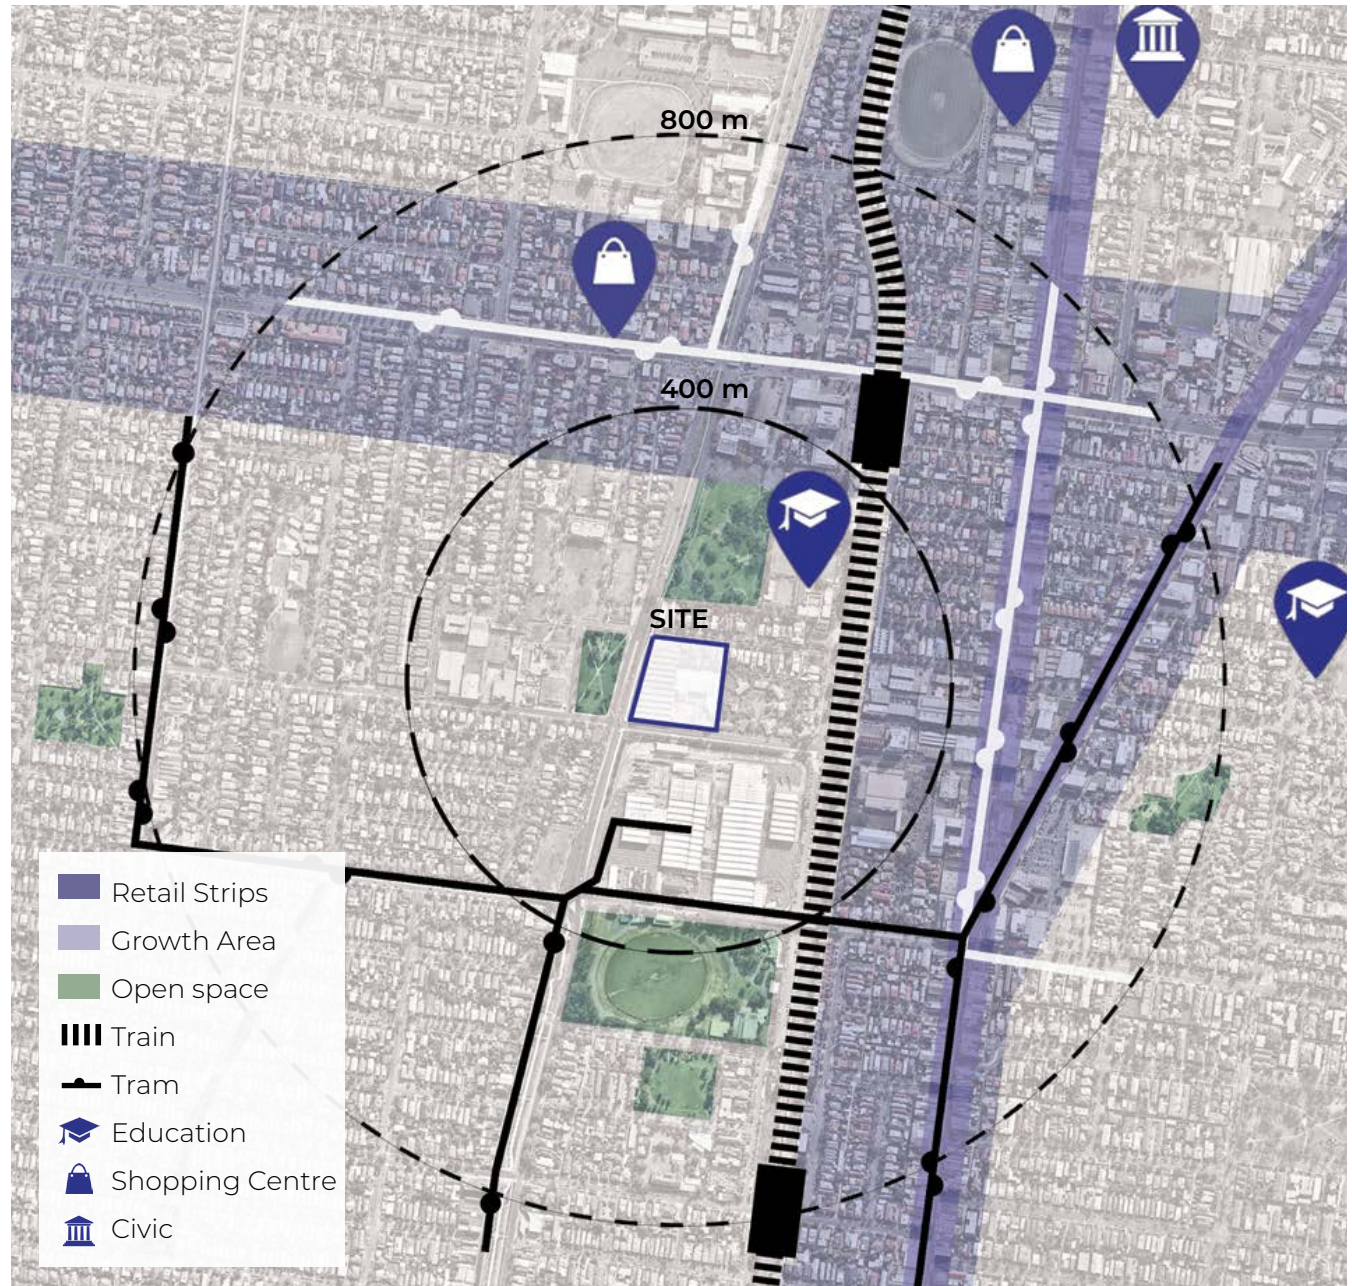 800 m
400 m
SITE
Retail Strips
Growth Area
Open space
Train
Tram
Education
Shopping Centre
Civic